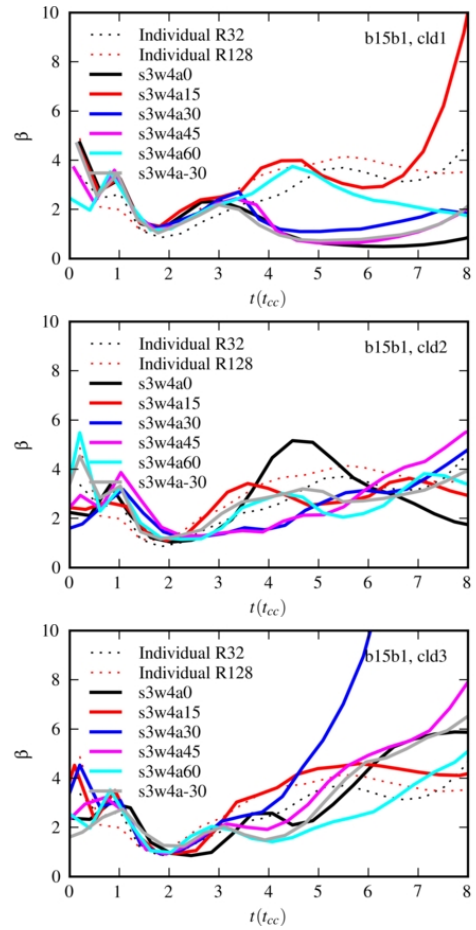 10
b15b1, cld1
Individual R32
Individual R128
8
s3w4a0
s3w4a15
6
s3w4a30
β
s3w4a45
4
s3w4a60
s3w4a-30
2
0
0 1 2 3 4 5 6 7 8
t(t_cc)
10
b15b1, cld2
Individual R32
Individual R128
8
s3w4a0
s3w4a15
6
s3w4a30
β
s3w4a45
4
s3w4a60
s3w4a-30
2
0
0 1 2 3 4 5 6 7 8
t(t_cc)
10
b15b1, cld3
Individual R32
Individual R128
8
s3w4a0
s3w4a15
6
s3w4a30
β
s3w4a45
4
s3w4a60
s3w4a-30
2
0
0 1 2 3 4 5 6 7 8
t(t_cc)